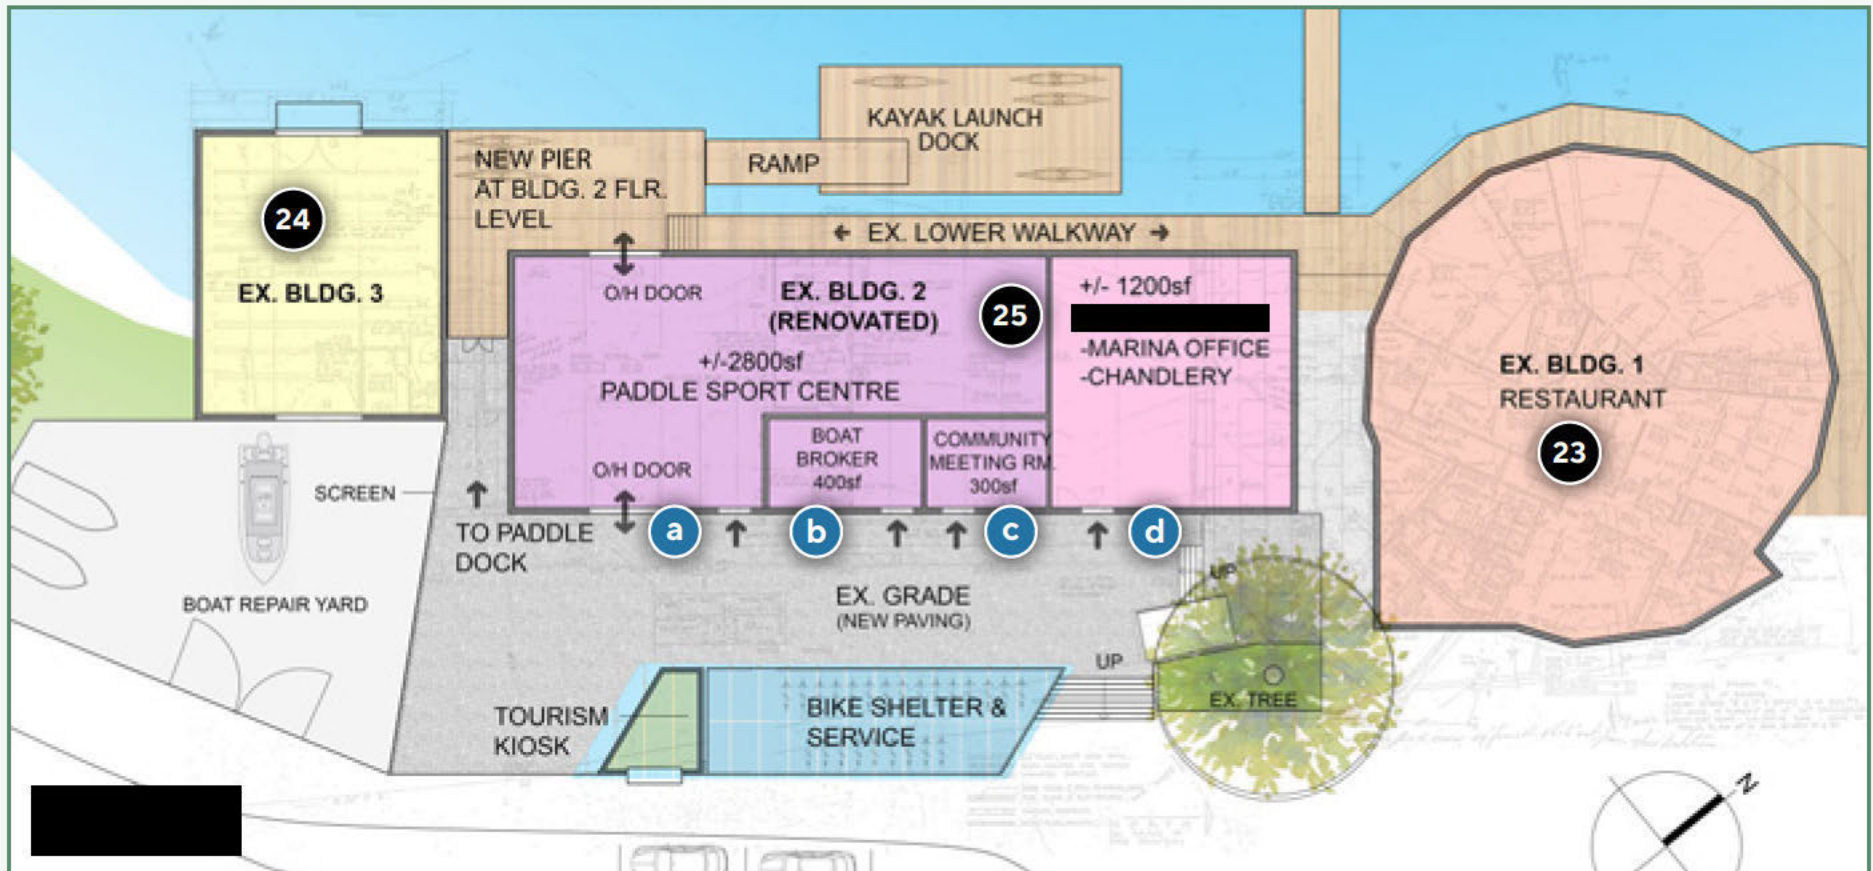 24
EX. BLDG. 3
NEW PIER
AT BLDG. 2 FLR.
LEVEL
RAMP
KAYAK LAUNCH
DOCK
← EX. LOWER WALKWAY →
O/H DOOR
EX. BLDG. 2
(RENOVATED)
25
+/-2800sf
PADDLE SPORT CENTRE
+/- 1200sf
-MARINA OFFICE
-CHANDLERY
EX. BLDG. 1
RESTAURANT
23
O/H DOOR
BOAT
BROKER
400sf
COMMUNITY
MEETING RM.
300sf
a
b
c
d
SCREEN
TO PADDLE
DOCK
BOAT REPAIR YARD
EX. GRADE
(NEW PAVING)
UP
UP
EX. TREE
TOURISM
KIOSK
BIKE SHELTER &
SERVICE
N